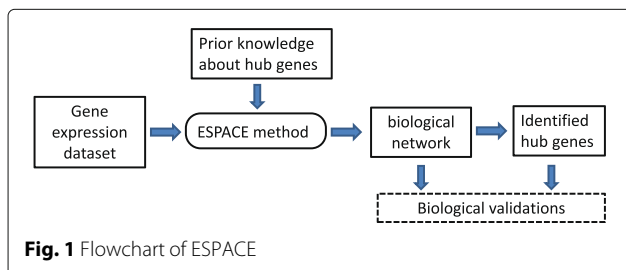 Prior knowledge
about hub genes
Gene
expression
dataset
ESPACE method
biological
network
Identified
hub genes
Biological validations
Fig. 1 Flowchart of ESPACE